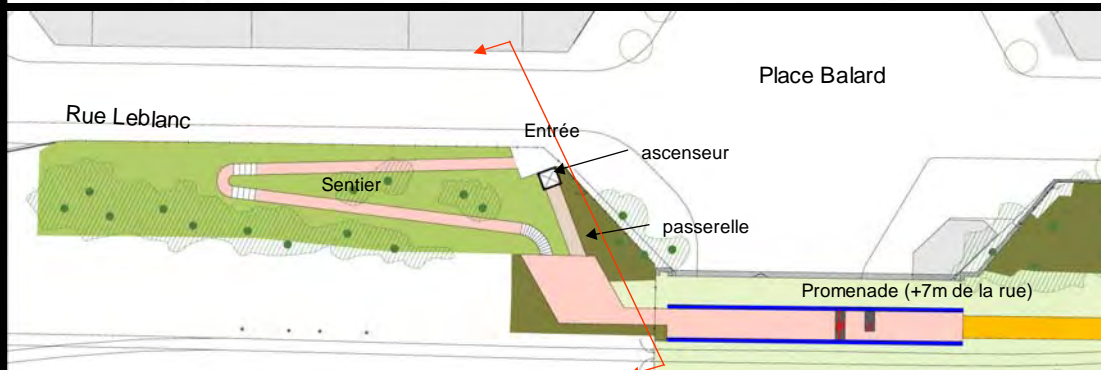 Place Balard
Rue Leblanc
Entrée
ascenseur
Sentier
passerelle
Promenade (+7m de la rue)